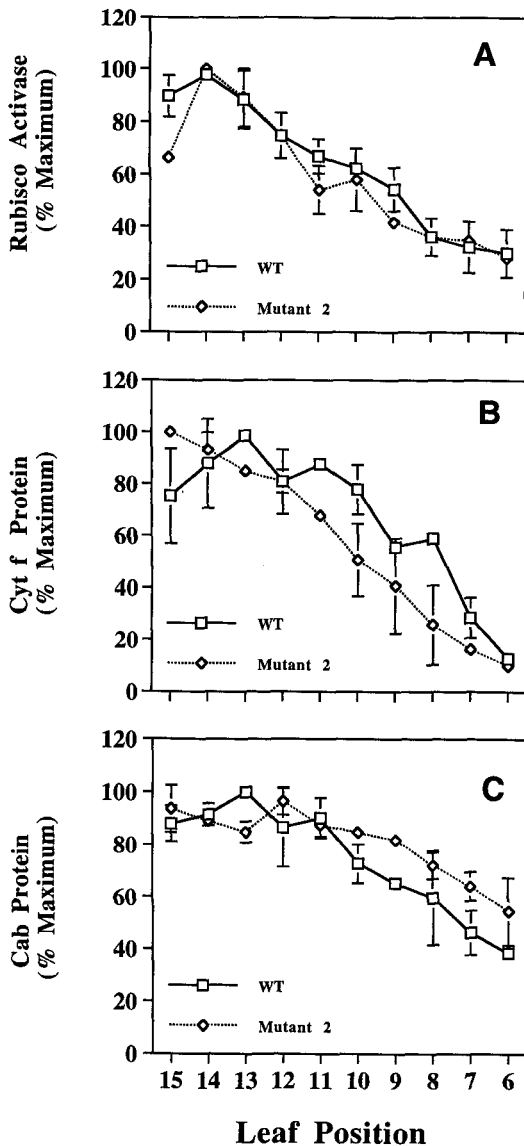 A
Rubisco Activase
(% Maximum)
120
100
80
60
40
20
0
WT
Mutant 2
B
Cyt f Protein
(% Maximum)
120
100
80
60
40
20
0
WT
Mutant 2
C
Cab Protein
(% Maximum)
120
100
80
60
40
20
0
WT
Mutant 2
15 14 13 12 11 10 9 8 7 6
Leaf Position